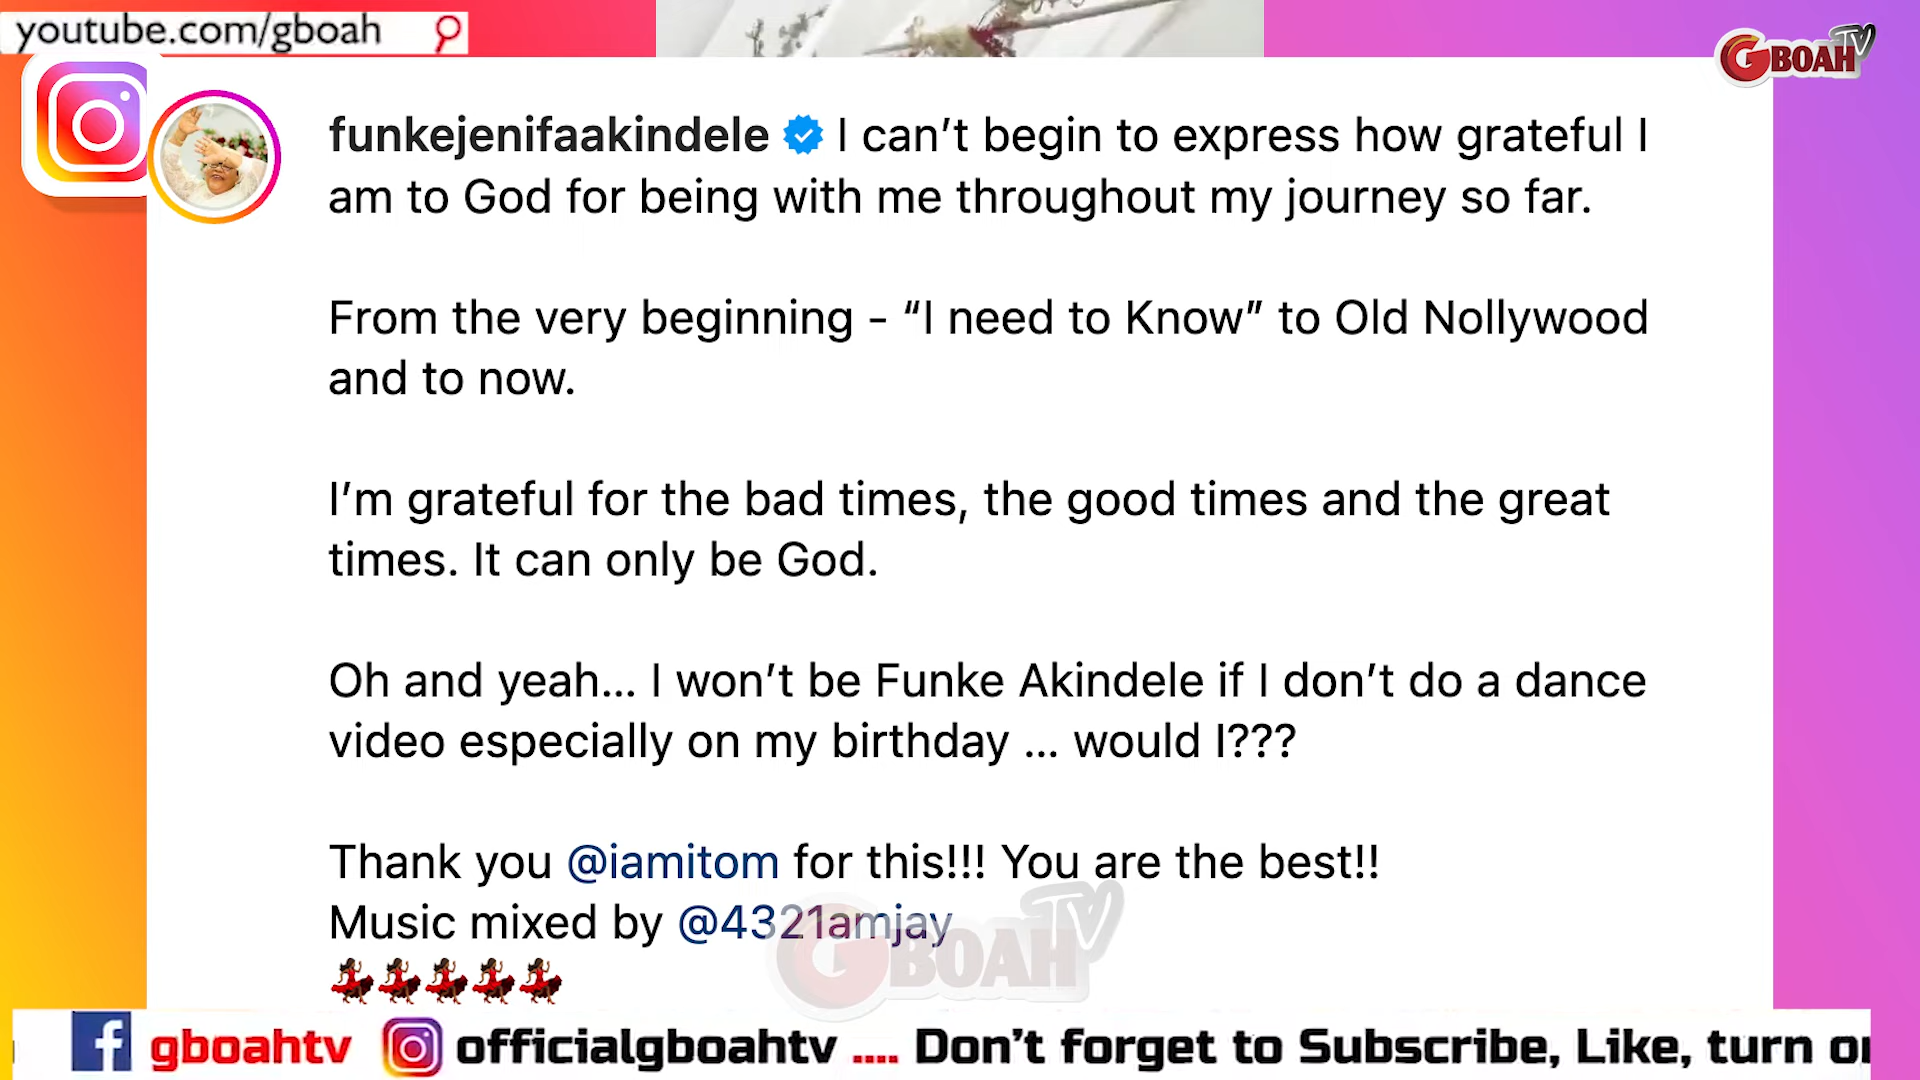 youtube.com/gboah
GBOAH TV
funkejenifaakindele I can’t begin to express how grateful I
am to God for being with me throughout my journey so far.
From the very beginning - “I need to Know” to Old Nollywood
and to now.
I’m grateful for the bad times, the good times and the great
times. It can only be God.
Oh and yeah... I won’t be Funke Akindele if I don’t do a dance
video especially on my birthday ... would I???
Thank you @iamitom for this!!! You are the best!!
Music mixed by @4321amjay
GBOAH TV
gboahtv officialgboahtv .... Don’t forget to Subscribe, Like, turn